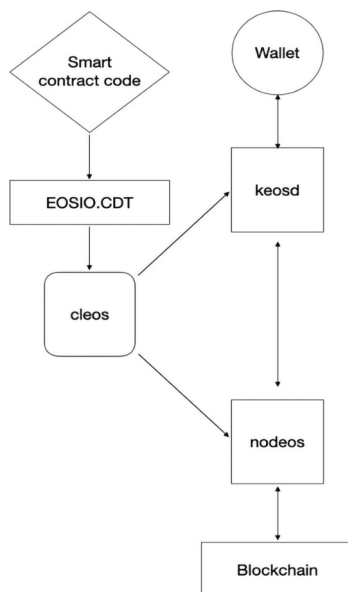 Smart
contract code
Wallet
EOSIO.CDT
keosd
cleos
nodeos
Blockchain